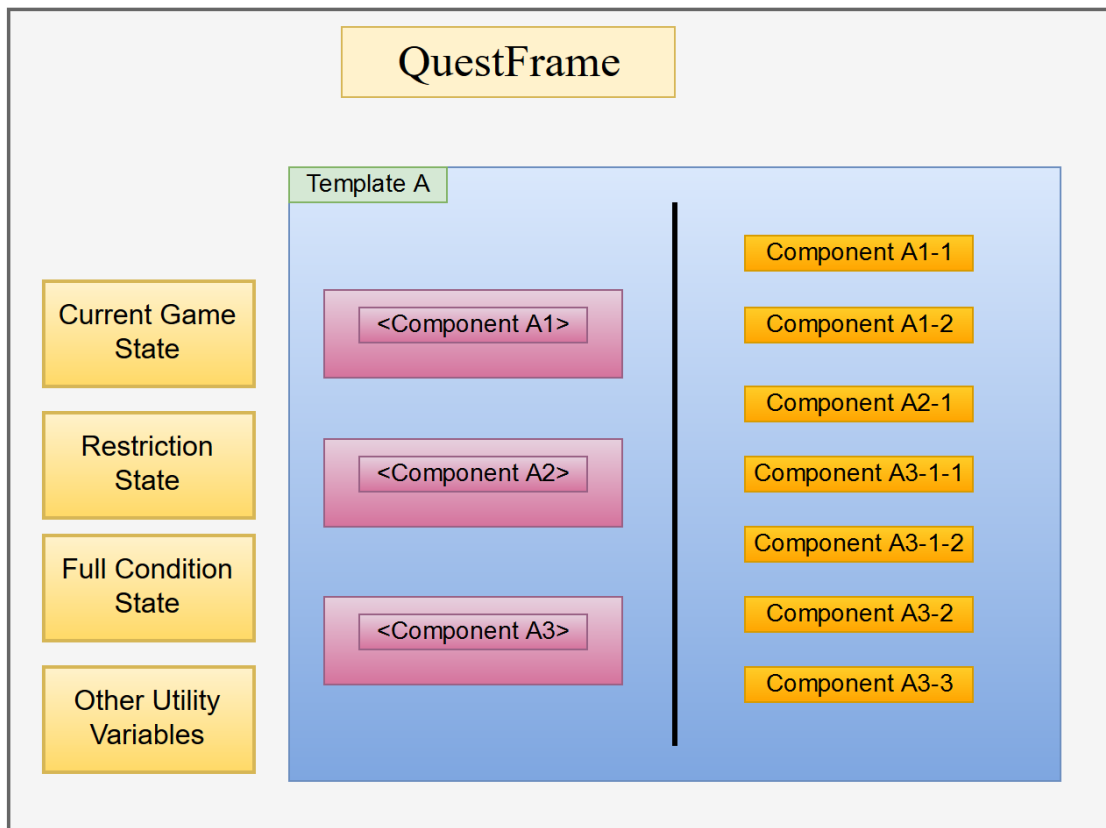 QuestFrame
Current Game
State
Restriction
State
Full Condition
State
Other Utility
Variables
Template A
<Component A1>
<Component A2>
<Component A3>
Component A1-1
Component A1-2
Component A2-1
Component A3-1-1
Component A3-1-2
Component A3-2
Component A3-3